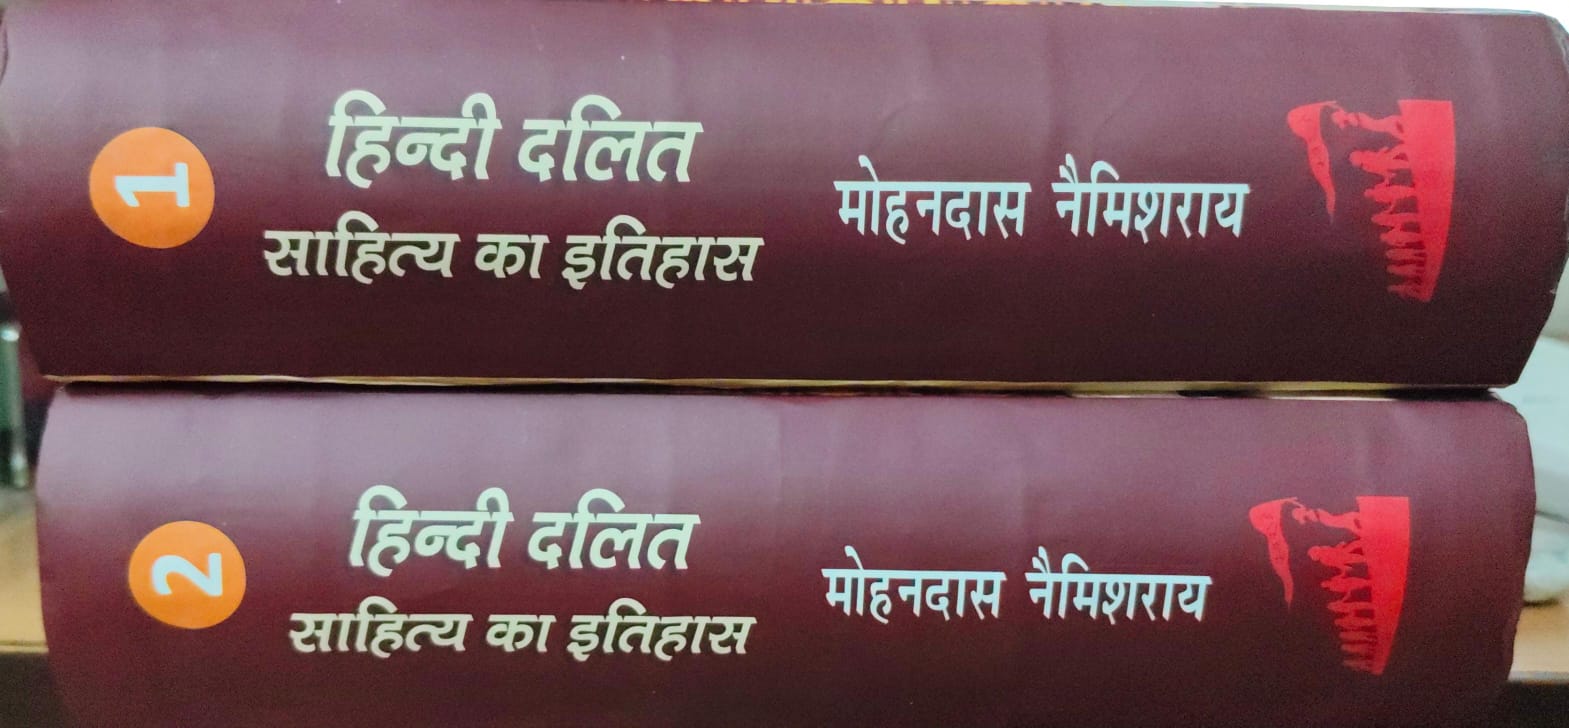 1
हिन्दी दलित
साहित्य का इतिहास
मोहनदास नैमिशराय
2
हिन्दी दलित
साहित्य का इतिहास
मोहनदास नैमिशराय